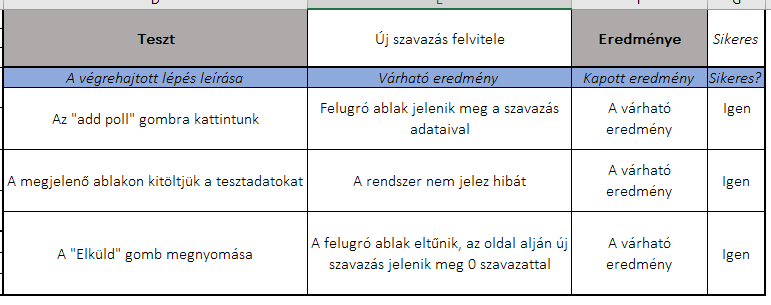 Teszt Új szavazás felvitele Eredménye Sikeres
A végrehajtott lépés leírása Várható eredmény Kapott eredmény Sikeres?
Az "add poll" gombra kattintunk
Felugró ablak jelenik meg a szavazás
adataival
A várható
eredmény
Igen
A megjelenő ablakon kitöltjük a tesztadatokat
A rendszer nem jelez hibát
A várható
eredmény
Igen
A "Elküld" gomb megnyomása
A felugró ablak eltűnik, az oldal alján új
szavazás jelenik meg 0 szavazattal
A várható
eredmény
Igen